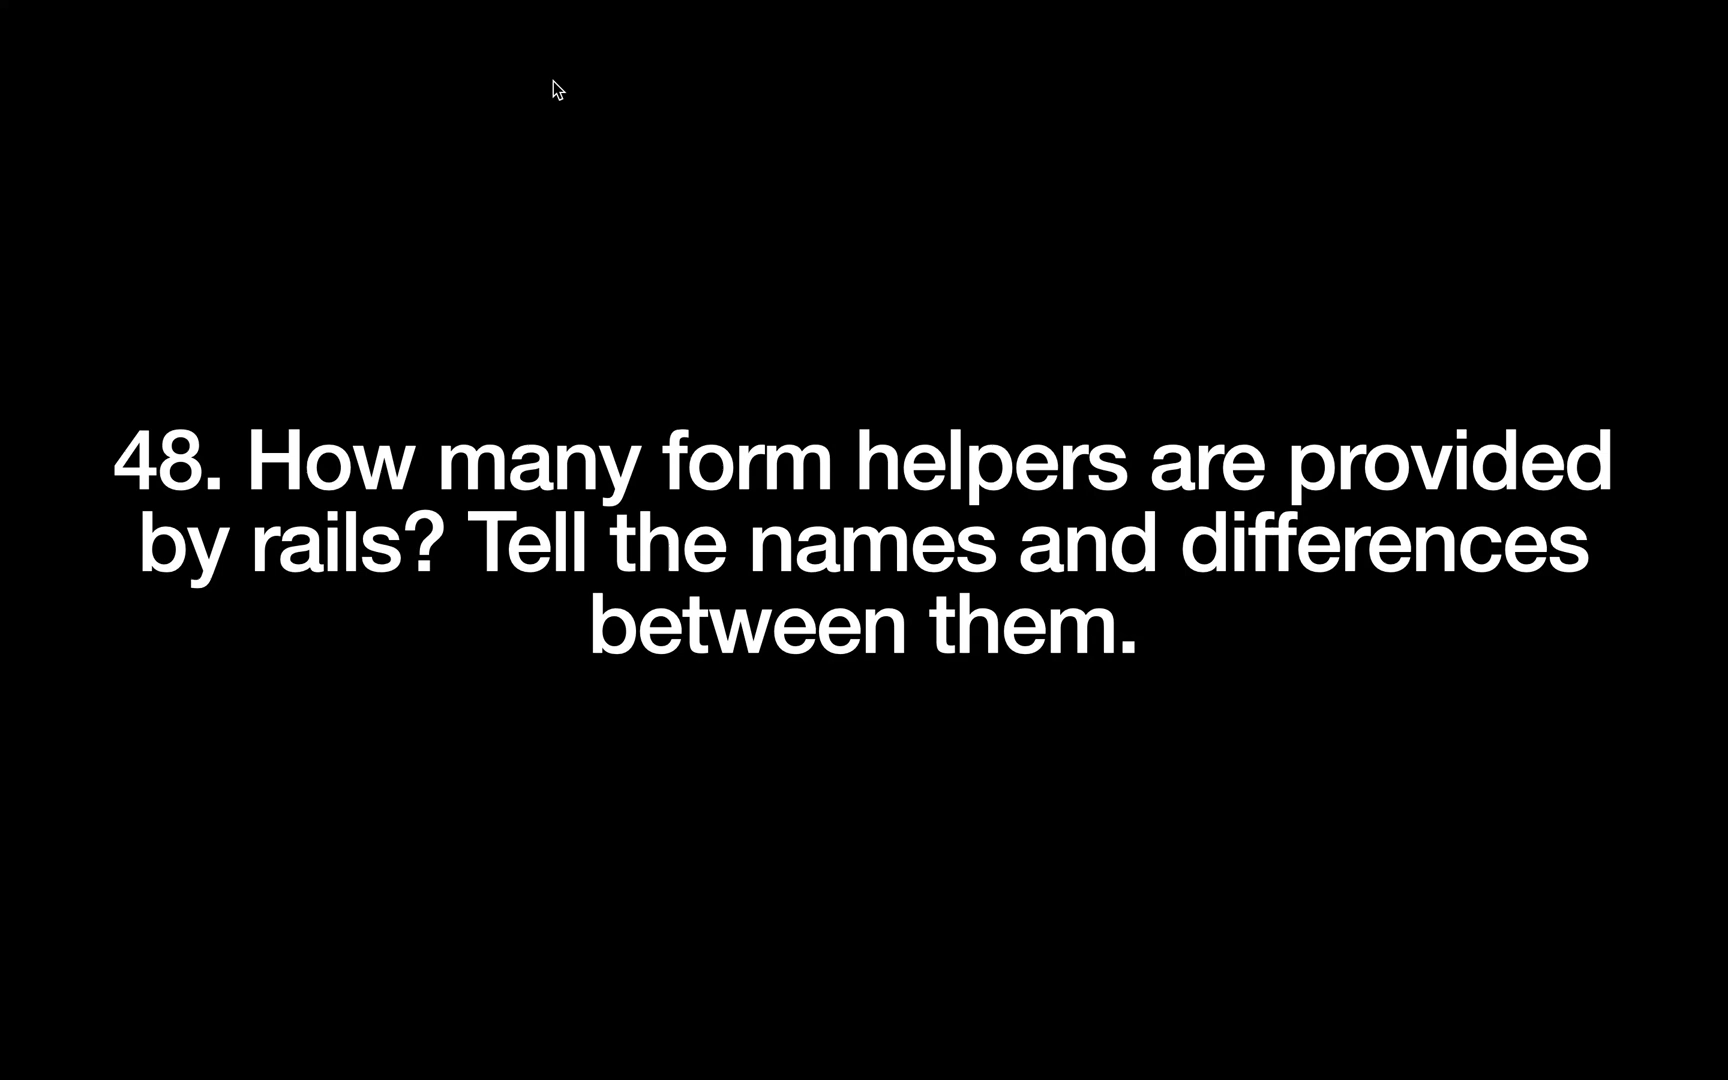 48. How many form helpers are provided
by rails? Tell the names and differences
between them.